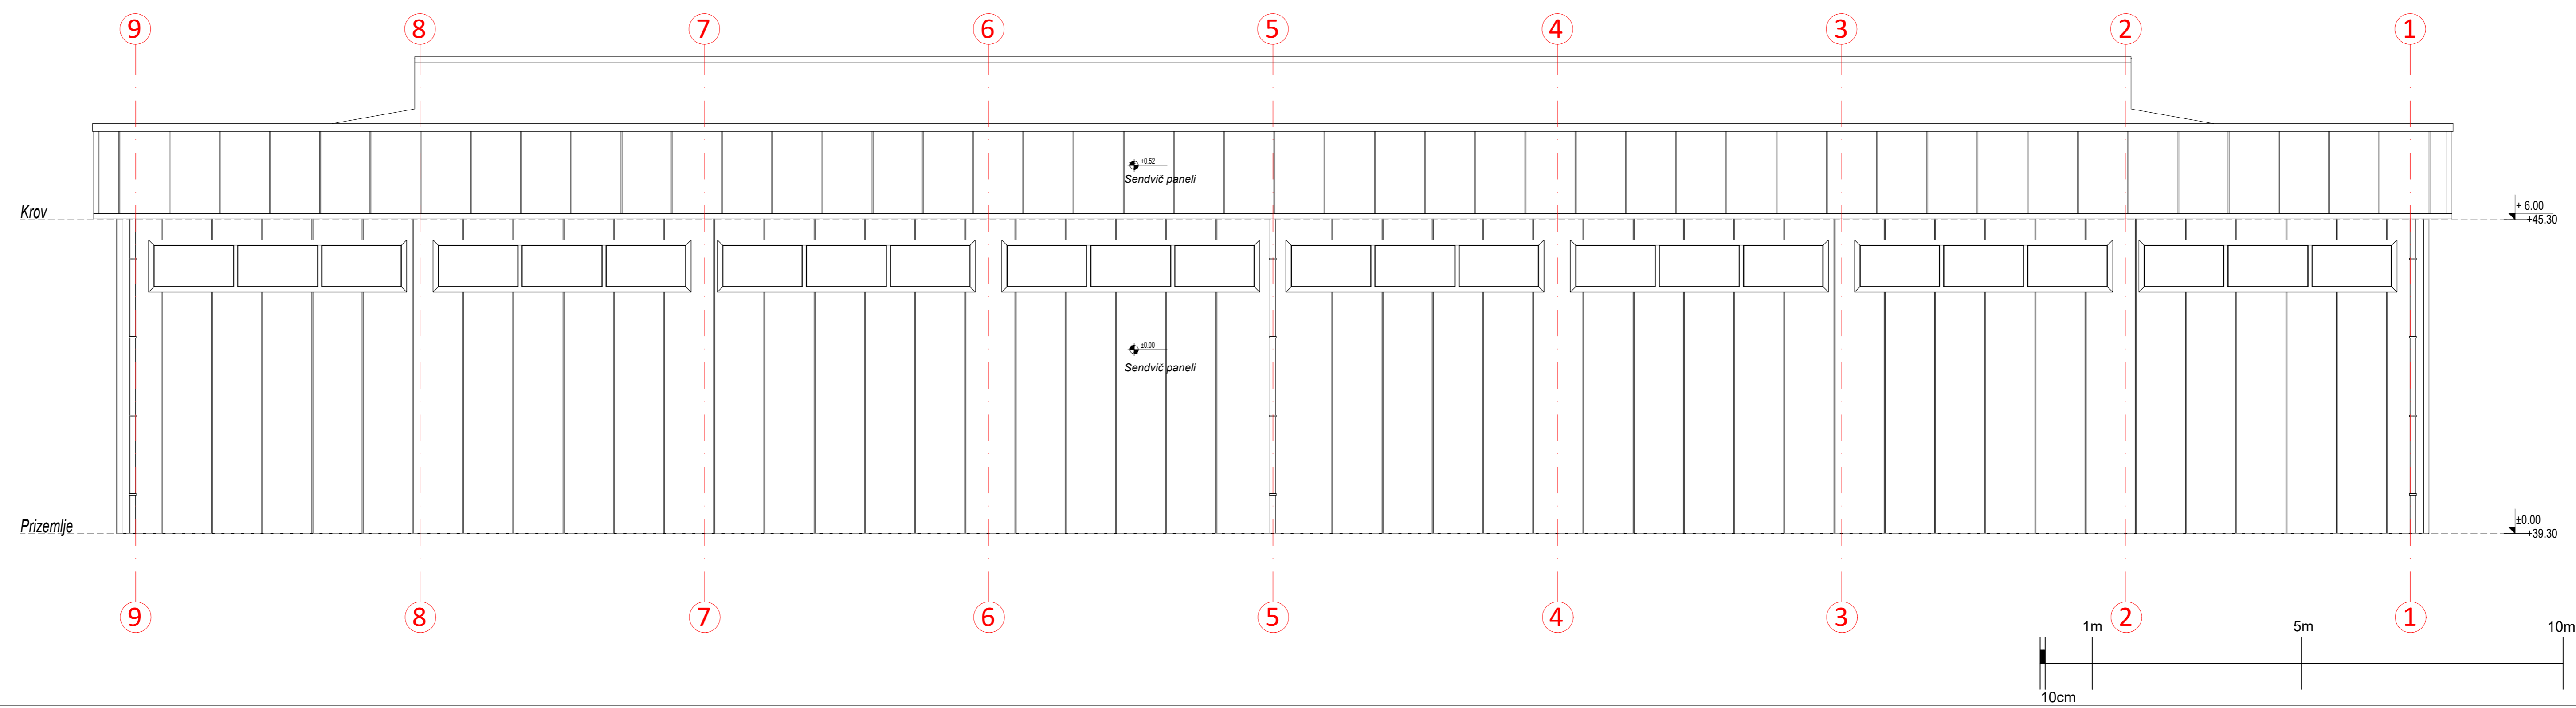 9 8 7 6 5 4 3 2 1
+0.52
Sendvič paneli
Krov
+ 6.00
+45.30
±0.00
Sendvič paneli
Prizemlje
±0.00
+39.30
9 8 7 6 5 4 3 2 1
1m 5m 10m
10cm